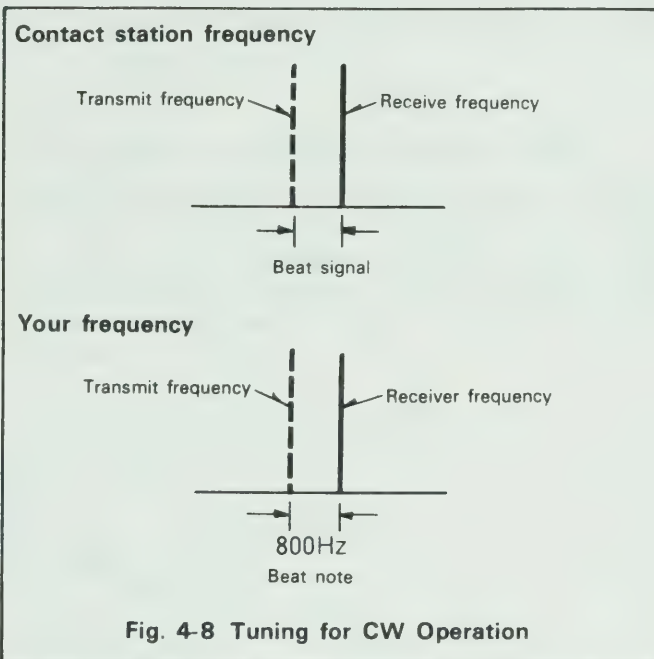 Contact station frequency
Transmit frequency
Receive frequency
Beat signal
Your frequency
Transmit frequency
Receiver frequency
800Hz
Beat note
Fig. 4-8 Tuning for CW Operation